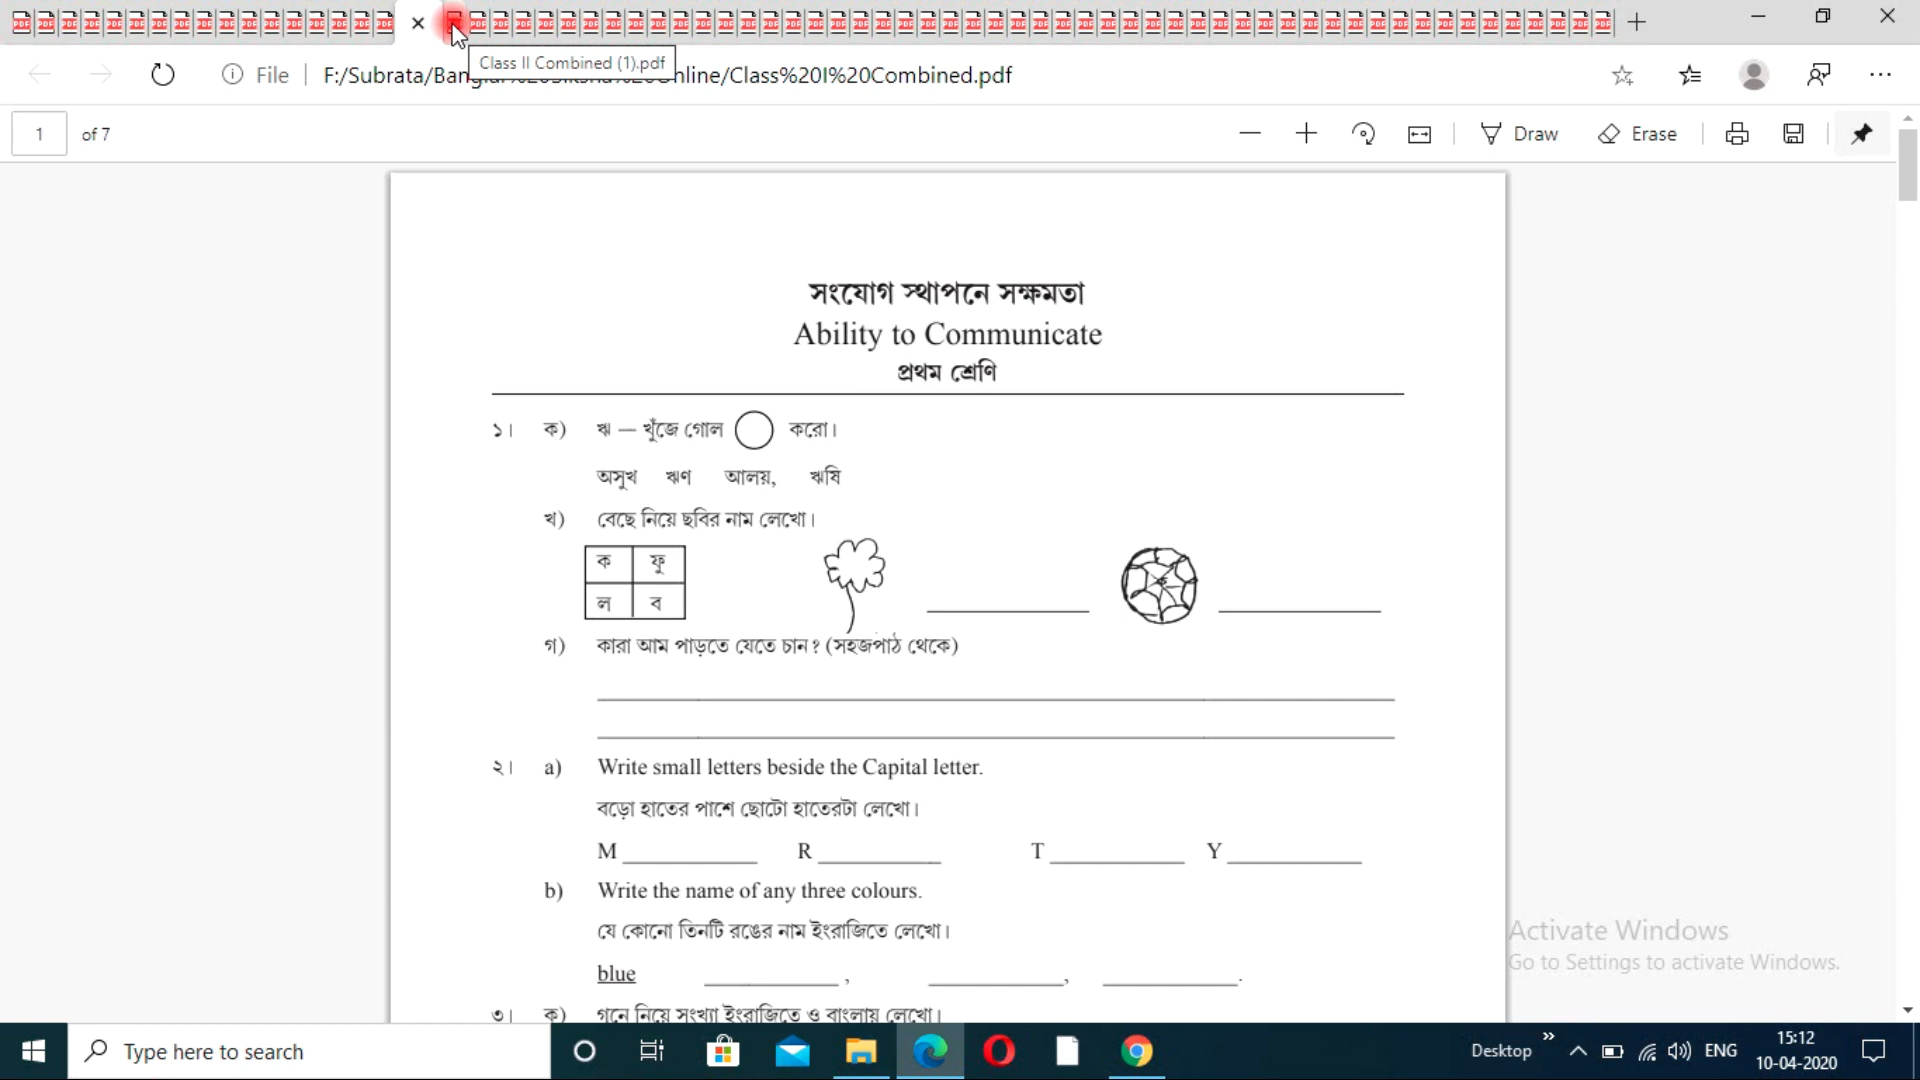 Class II Combined (1).pdf
File F:/Subrata/ nline/Class%20I%20Combined.pdf
1 of 7
Draw Erase
সংযোগ স্থাপনে সক্ষমতা
Ability to Communicate
প্রথম শ্রেণি
১। ক) ঋ — খুঁজে গোল করো।
অসুখ ঋণ আলয়, ঋষি
খ) বেছে নিয়ে ছবির নাম লেখো।
ক ফু
ল ব
গ) কারা আম পাড়তে যেতে চান? (সহজপাঠ থেকে)
২। a) Write small letters beside the Capital letter.
বড়ো হাতের পাশে ছোটো হাতেরটা লেখো।
M R T Y
b) Write the name of any three colours.
যে কোনো তিনটি রঙের নাম ইংরাজিতে লেখো।
blue , , .
৩। ক) গুনে নিয়ে সংখ্যা ইংরাজিতে ও বাংলায় লেখো।
Activate Windows
Go to Settings to activate Windows.
Type here to search
Desktop ENG 15:12
10-04-2020